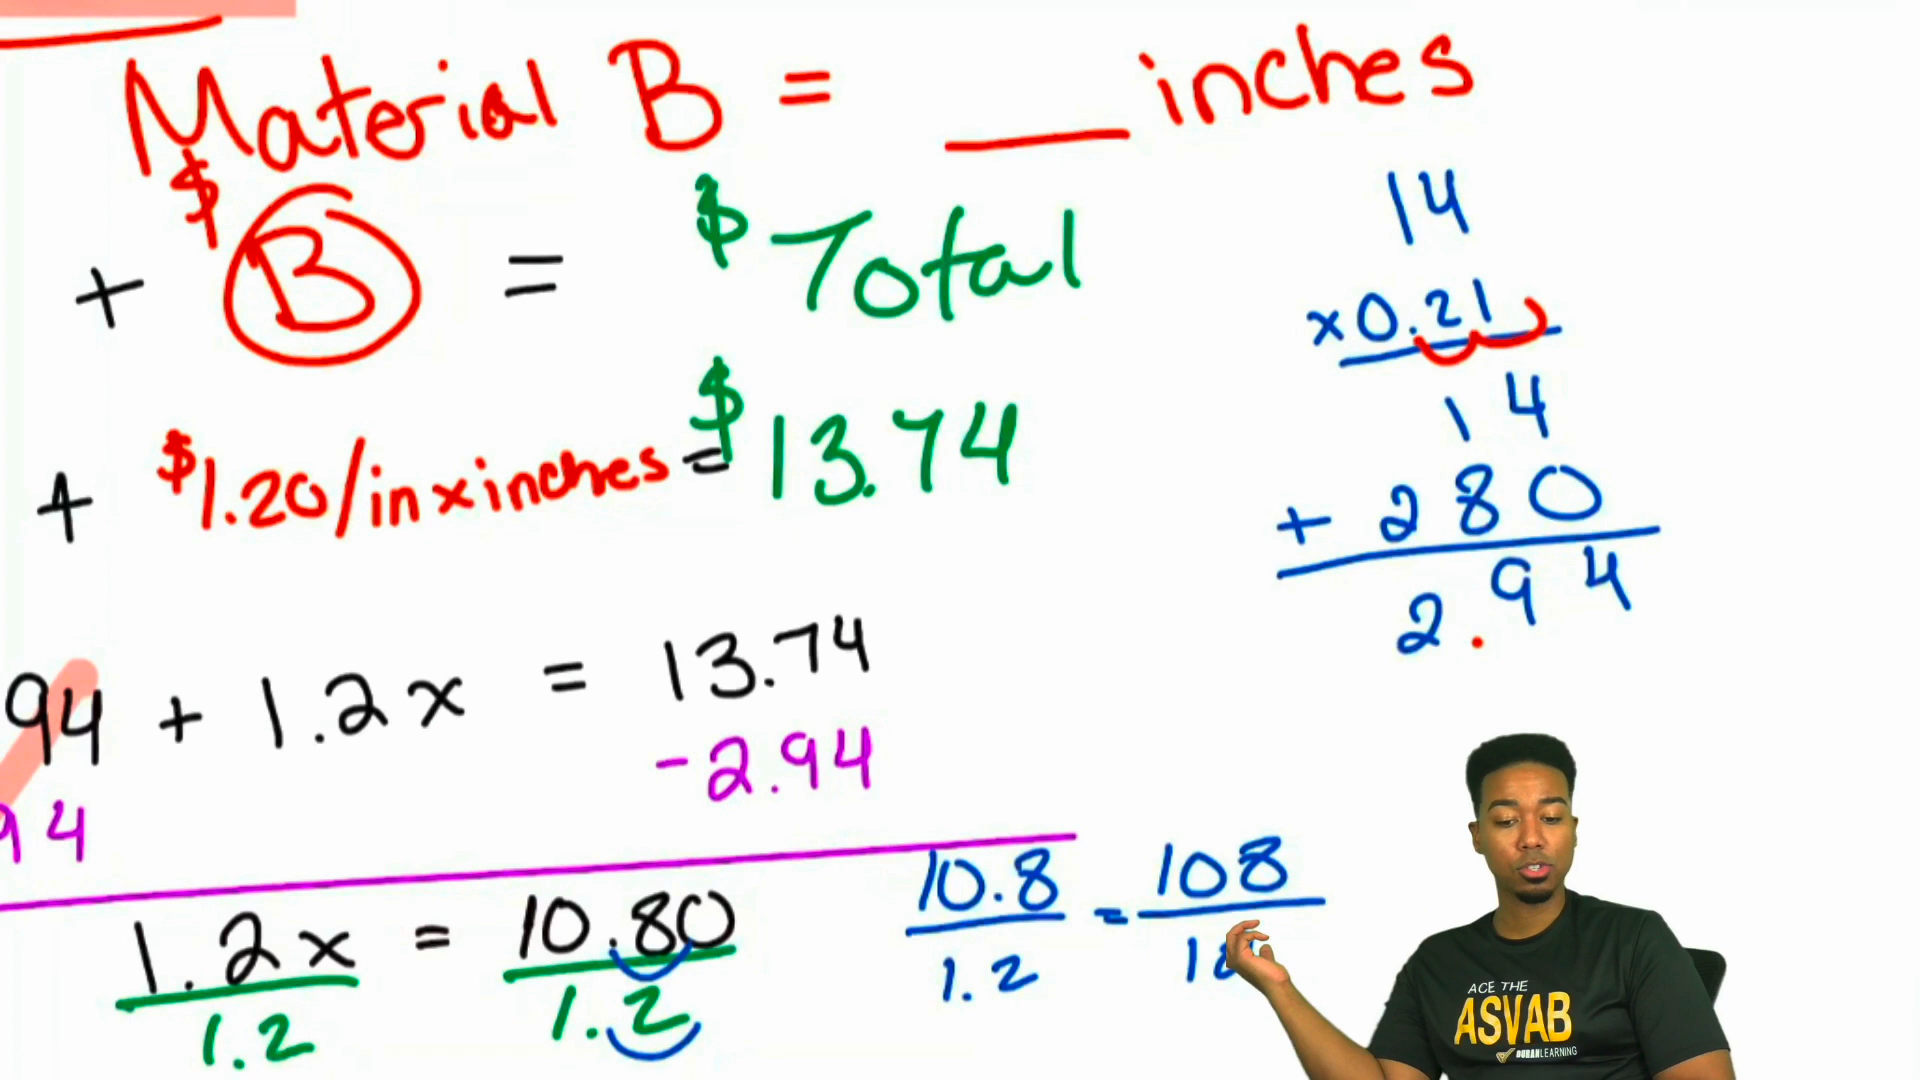 Material B = ___ inches
+ $ B = $ Total
+ $1.20/in x inches = $13.74
94 + 1.2x = 13.74
94 -2.94
1.2x = 10.80
1.2 1.2
10.8 = 108
1.2
14
x 0.21
14
+ 280
2.94
ACE THE
ASVAB
DURANLEARNING